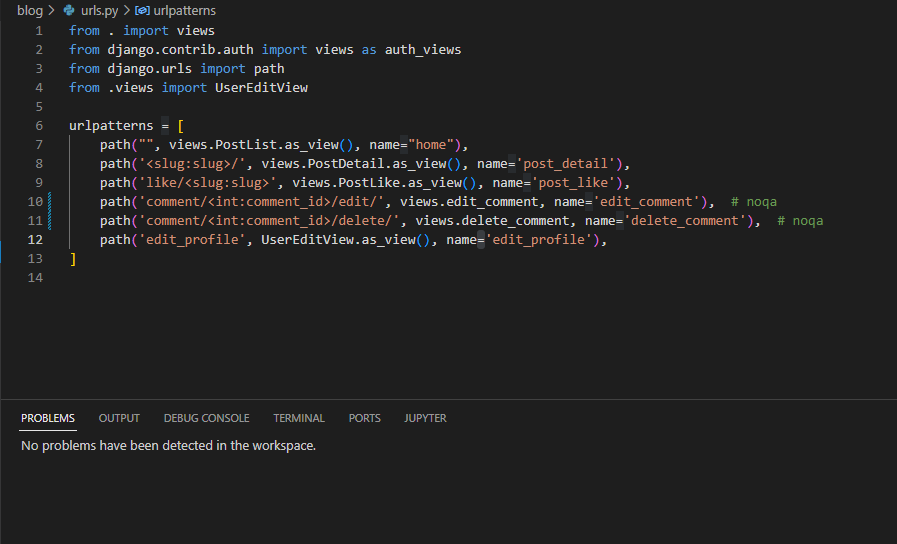 blog > urls.py > urlpatterns
1 from . import views
2 from django.contrib.auth import views as auth_views
3 from django.urls import path
4 from .views import UserEditView
5
6 urlpatterns = [
7     path("", views.PostList.as_view(), name="home"),
8     path('<slug:slug>/', views.PostDetail.as_view(), name='post_detail'),
9     path('like/<slug:slug>', views.PostLike.as_view(), name='post_like'),
10     path('comment/<int:comment_id>/edit/', views.edit_comment, name='edit_comment'),  # noqa
11     path('comment/<int:comment_id>/delete/', views.delete_comment, name='delete_comment'),  # noqa
12     path('edit_profile', UserEditView.as_view(), name='edit_profile'),
13 ]
14
PROBLEMS OUTPUT DEBUG CONSOLE TERMINAL PORTS JUPYTER
No problems have been detected in the workspace.